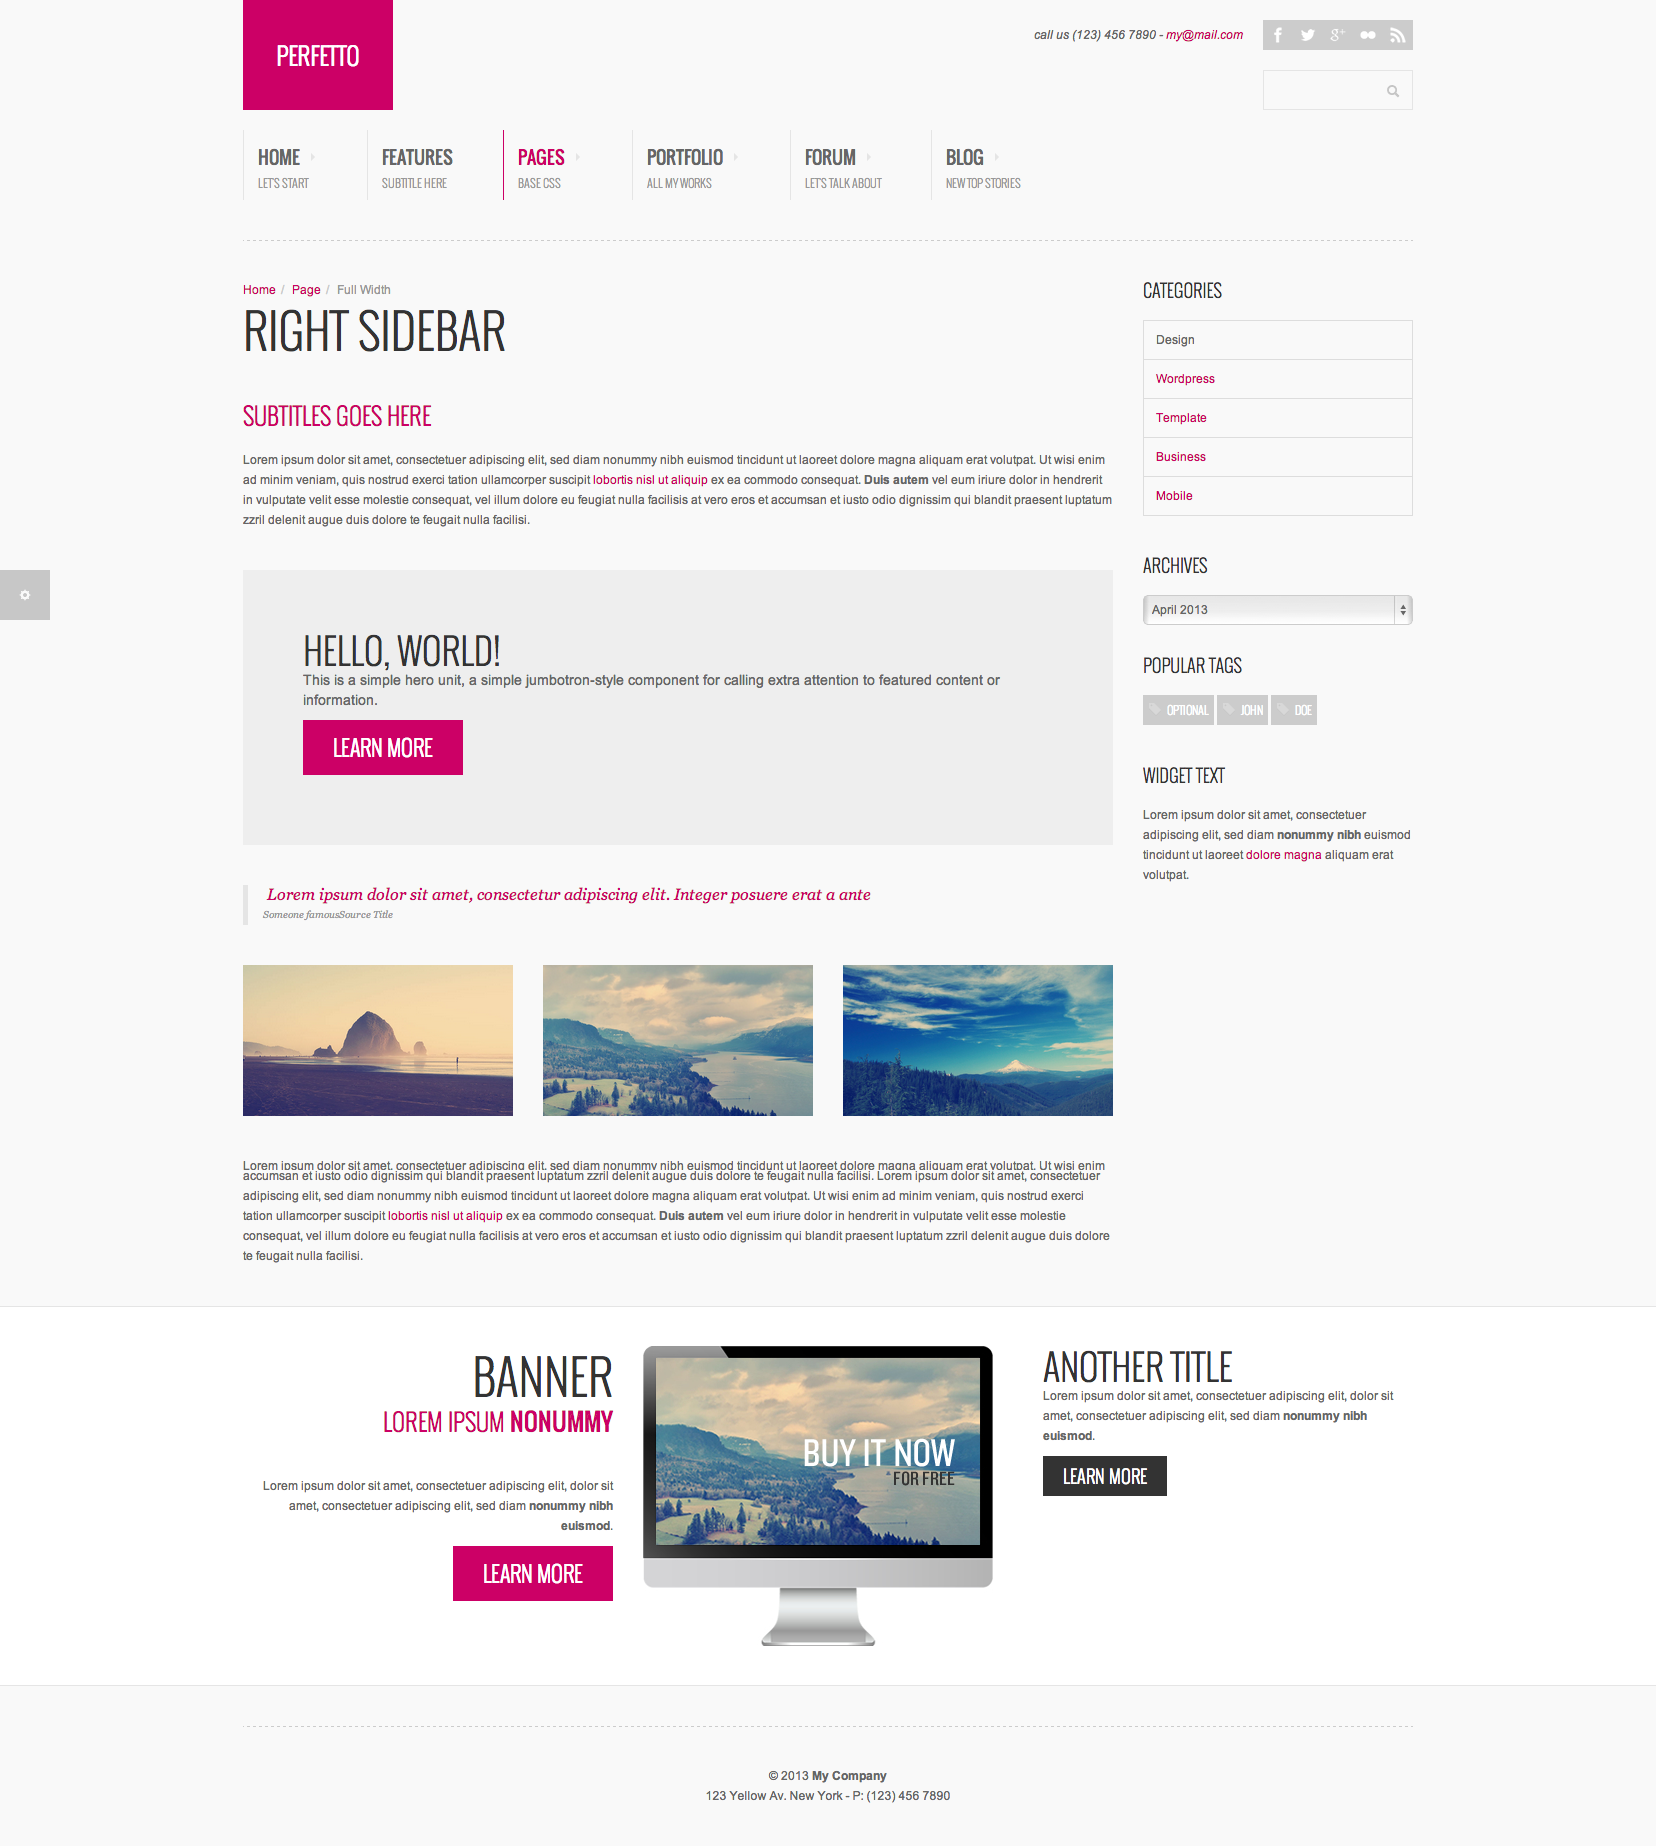 PERFETTO
call us (123) 456 7890 - my@mail.com
HOME
LET'S START
FEATURES
SUBTITLE HERE
PAGES
BASE CSS
PORTFOLIO
ALL MY WORKS
FORUM
LET'S TALK ABOUT
BLOG
NEW TOP STORIES
Home / Page / Full Width
RIGHT SIDEBAR
SUBTITLES GOES HERE
Lorem ipsum dolor sit amet, consectetuer adipiscing elit, sed diam nonummy nibh euismod tincidunt ut laoreet dolore magna aliquam erat volutpat. Ut wisi enim
ad minim veniam, quis nostrud exerci tation ullamcorper suscipit lobortis nisl ut aliquip ex ea commodo consequat. Duis autem vel eum iriure dolor in hendrerit
in vulputate velit esse molestie consequat, vel illum dolore eu feugiat nulla facilisis at vero eros et accumsan et iusto odio dignissim qui blandit praesent luptatum
zzril delenit augue duis dolore te feugait nulla facilisi.
HELLO, WORLD!
This is a simple hero unit, a simple jumbotron-style component for calling extra attention to featured content or
information.
LEARN MORE
Lorem ipsum dolor sit amet, consectetur adipiscing elit. Integer posuere erat a ante
Someone famousSource Title
Lorem ipsum dolor sit amet, consectetuer adipiscing elit, sed diam nonummy nibh euismod tincidunt ut laoreet dolore magna aliquam erat volutpat. Ut wisi enim
accumsan et iusto odio dignissim qui blandit praesent luptatum zzril delenit augue duis dolore te feugait nulla facilisi. Lorem ipsum dolor sit amet, consectetuer
adipiscing elit, sed diam nonummy nibh euismod tincidunt ut laoreet dolore magna aliquam erat volutpat. Ut wisi enim ad minim veniam, quis nostrud exerci
tation ullamcorper suscipit lobortis nisl ut aliquip ex ea commodo consequat. Duis autem vel eum iriure dolor in hendrerit in vulputate velit esse molestie
consequat, vel illum dolore eu feugiat nulla facilisis at vero eros et accumsan et iusto odio dignissim qui blandit praesent luptatum zzril delenit augue duis dolore
te feugait nulla facilisi.
CATEGORIES
Design
Wordpress
Template
Business
Mobile
ARCHIVES
April 2013
POPULAR TAGS
OPTIONAL JOHN DOE
WIDGET TEXT
Lorem ipsum dolor sit amet, consectetuer
adipiscing elit, sed diam nonummy nibh euismod
tincidunt ut laoreet dolore magna aliquam erat
volutpat.
BANNER
LOREM IPSUM NONUMMY
Lorem ipsum dolor sit amet, consectetuer adipiscing elit, dolor sit
amet, consectetuer adipiscing elit, sed diam nonummy nibh
euismod.
LEARN MORE
BUY IT NOW
FOR FREE
ANOTHER TITLE
Lorem ipsum dolor sit amet, consectetuer adipiscing elit, dolor sit
amet, consectetuer adipiscing elit, sed diam nonummy nibh
euismod.
LEARN MORE
© 2013 My Company
123 Yellow Av. New York - P: (123) 456 7890